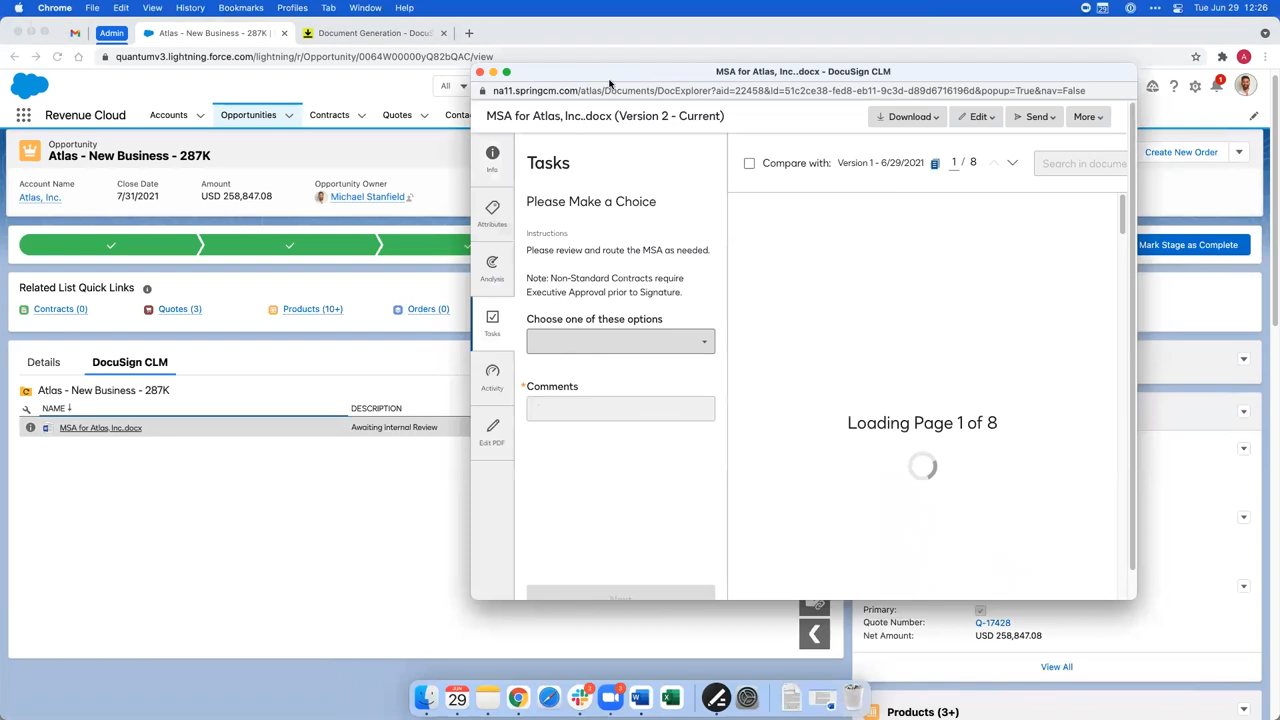 Chrome File Edit View History Bookmarks Profiles Tab Window Help
Tue Jun 29 12:26
Admin
Atlas - New Business - 287K |
Document Generation - DocuS
quantumv3.lightning.force.com/lightning/r/Opportunity/0064W00000yQ82bQAC/view
A
All
1
Revenue Cloud
Accounts
Opportunities
Contracts
Quotes
Conta
Opportunity
Atlas - New Business - 287K
Create New Order
Account Name
Close Date
Amount
Opportunity Owner
Atlas, Inc.
7/31/2021
USD 258,847.08
Michael Stanfield
Mark Stage as Complete
Related List Quick Links
Contracts (0)
Quotes (3)
Products (10+)
Orders (0)
Details
DocuSign CLM
Atlas - New Business - 287K
NAME
DESCRIPTION
MSA for Atlas, Inc..docx
Awaiting Internal Review
MSA for Atlas, Inc..docx - DocuSign CLM
na11.springcm.com/atlas/Documents/DocExplorer?aid=22458&Id=51c2ce38-fed8-eb11-9c3d-d89d6716196d&popup=True&nav=False
MSA for Atlas, Inc..docx (Version 2 - Current)
Download
Edit
Send
More
Info
Attributes
Analysis
Tasks
Activity
Edit PDF
Tasks
Please Make a Choice
Instructions
Please review and route the MSA as needed.
Note: Non-Standard Contracts require
Executive Approval prior to Signature.
Choose one of these options
*Comments
Next
Compare with: Version 1 - 6/29/2021
1 / 8
Search in docume
Loading Page 1 of 8
Primary:
Quote Number:
Q-17428
Net Amount:
USD 258,847.08
View All
Products (3+)
JUN
29